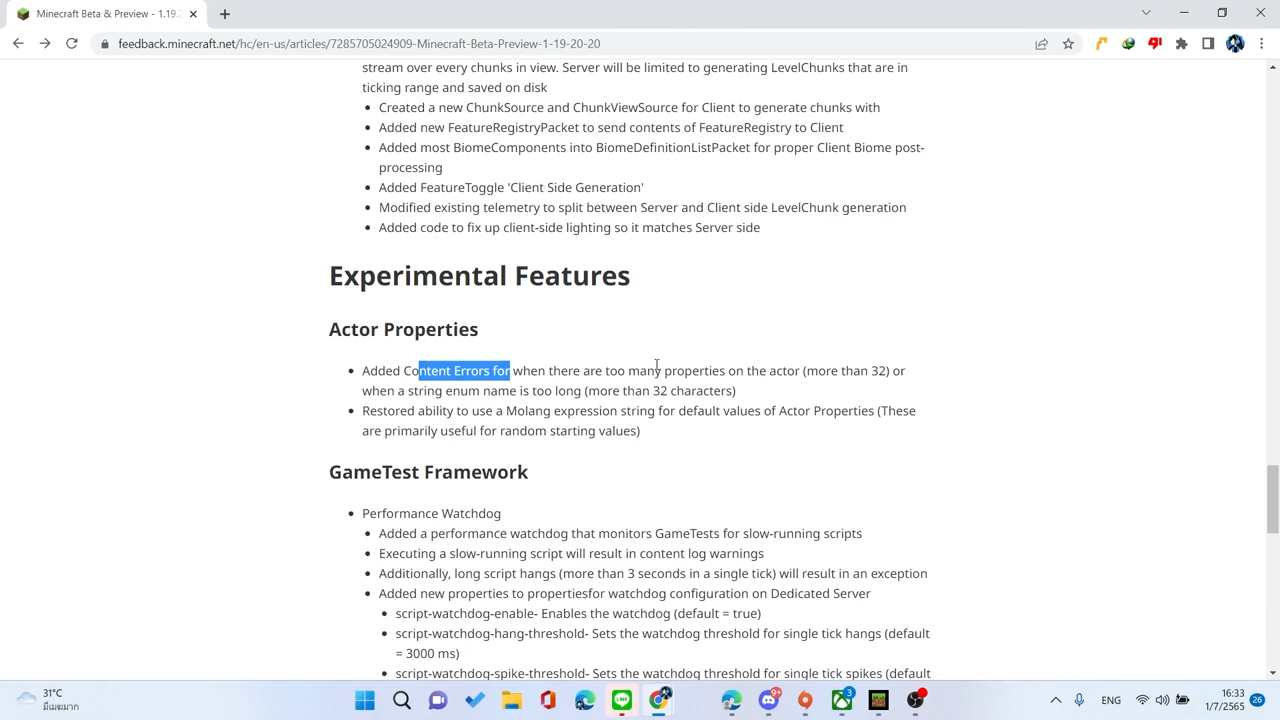 Minecraft Beta & Preview - 1.19.2
feedback.minecraft.net/hc/en-us/articles/7285705024909-Minecraft-Beta-Preview-1-19-20-20
stream over every chunks in view. Server will be limited to generating LevelChunks that are in
ticking range and saved on disk
• Created a new ChunkSource and ChunkViewSource for Client to generate chunks with
• Added new FeatureRegistryPacket to send contents of FeatureRegistry to Client
• Added most BiomeComponents into BiomeDefinitionListPacket for proper Client Biome post-
processing
• Added FeatureToggle 'Client Side Generation'
• Modified existing telemetry to split between Server and Client side LevelChunk generation
• Added code to fix up client-side lighting so it matches Server side
Experimental Features
Actor Properties
• Added Content Errors for when there are too many properties on the actor (more than 32) or
when a string enum name is too long (more than 32 characters)
• Restored ability to use a Molang expression string for default values of Actor Properties (These
are primarily useful for random starting values)
GameTest Framework
• Performance Watchdog
• Added a performance watchdog that monitors GameTests for slow-running scripts
• Executing a slow-running script will result in content log warnings
• Additionally, long script hangs (more than 3 seconds in a single tick) will result in an exception
• Added new properties to propertiesfor watchdog configuration on Dedicated Server
• script-watchdog-enable- Enables the watchdog (default = true)
• script-watchdog-hang-threshold- Sets the watchdog threshold for single tick hangs (default
= 3000 ms)
• script-watchdog-spike-threshold- Sets the watchdog threshold for single tick spikes (default
31°C
มีเมฆมาก
LINE
9+
3
ENG
16:33
1/7/2565
26